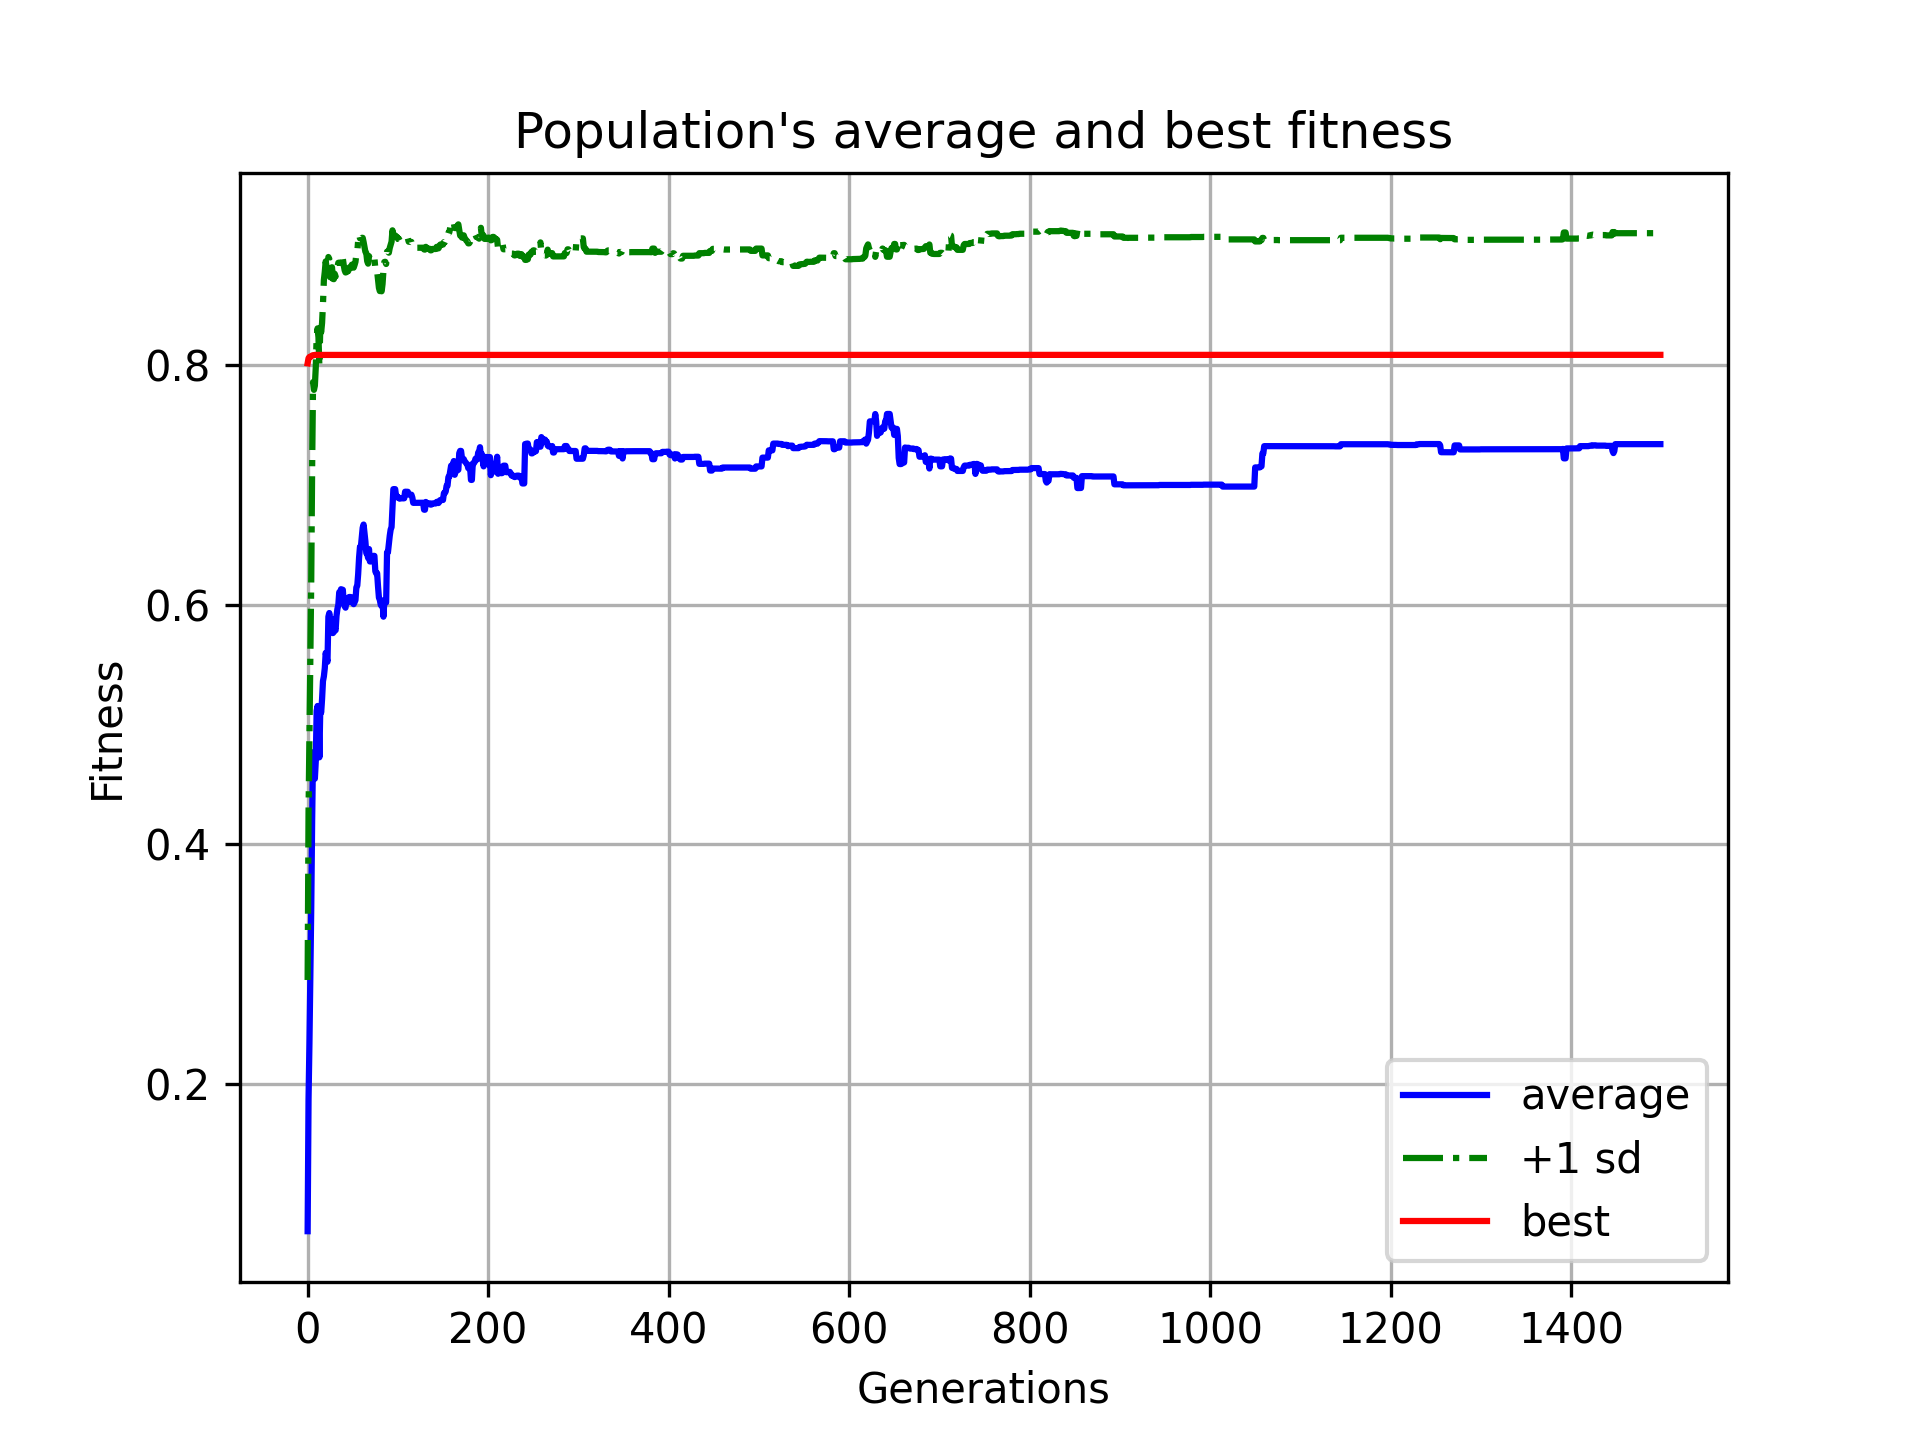 Population's average and best fitness
Fitness
0.8
0.6
0.4
0.2
0 200 400 600 800 1000 1200 1400
Generations
average
+1 sd
best